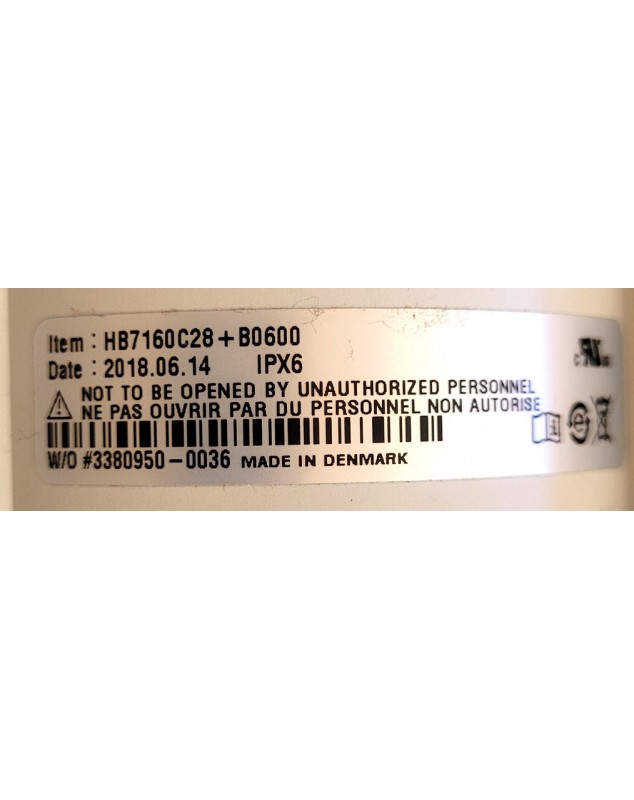 Item : HB7160C28+B0600
Date : 2018.06.14 IPX6
NOT TO BE OPENED BY UNAUTHORIZED PERSONNEL
NE PAS OUVRIR PAR DU PERSONNEL NON AUTORISE
W/O #3380950-0036 MADE IN DENMARK